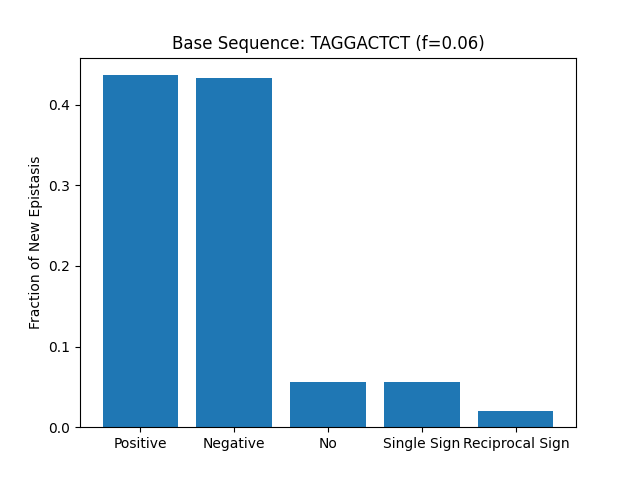 Base Sequence: TAGGACTCT (f=0.06)
Fraction of New Epistasis
0.4
0.3
0.2
0.1
0.0
Positive Negative No Single Sign Reciprocal Sign